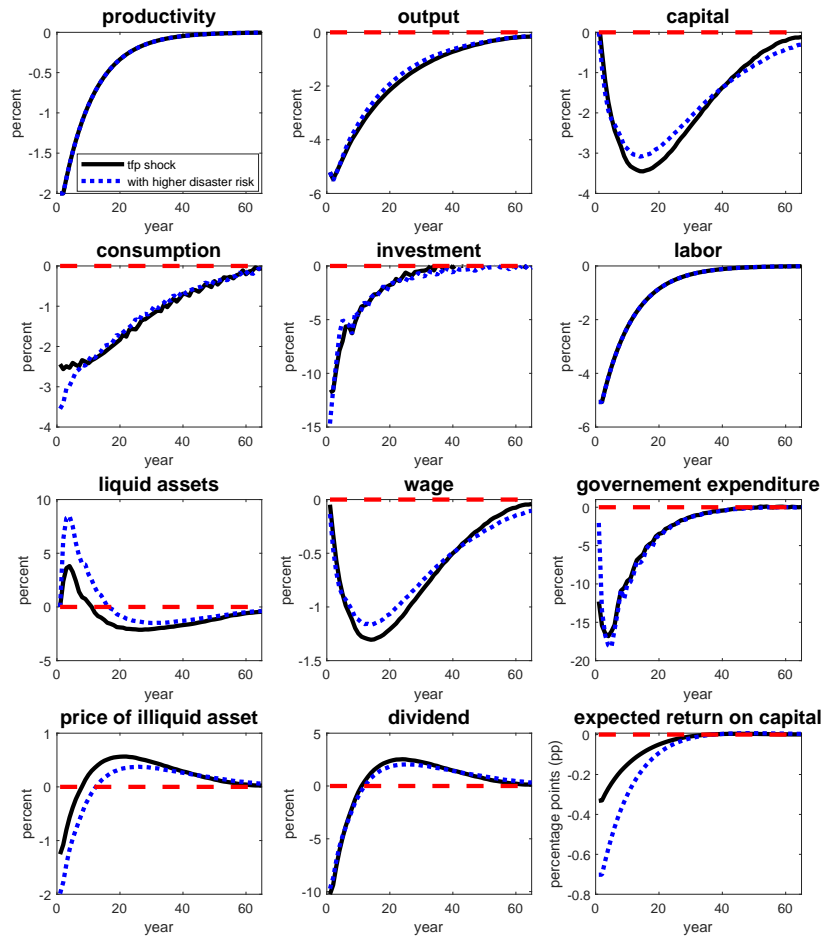 productivity
0
-0.5
-1
-1.5
-2
percent
tfp shock
with higher disaster risk
0 20 40 60
year
output
0
-2
-4
-6
percent
0 20 40 60
year
capital
0
-1
-2
-3
-4
percent
0 20 40 60
year
consumption
0
-1
-2
-3
-4
percent
0 20 40 60
year
investment
0
-5
-10
-15
percent
0 20 40 60
year
labor
0
-2
-4
-6
percent
0 20 40 60
year
liquid assets
10
5
0
-5
percent
0 20 40 60
year
wage
0
-0.5
-1
-1.5
percent
0 20 40 60
year
governement expenditure
0
-5
-10
-15
-20
percent
0 20 40 60
year
price of illiquid asset
1
0
-1
-2
percent
0 20 40 60
year
dividend
5
0
-5
-10
percent
0 20 40 60
year
expected return on capital
0
-0.2
-0.4
-0.6
-0.8
percentage points (pp)
0 20 40 60
year